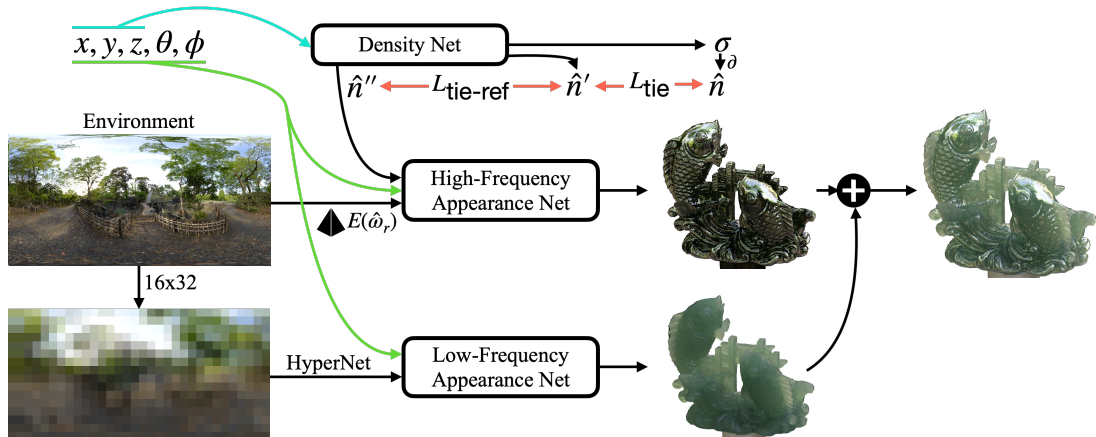 x, y, z, θ, ϕ
Density Net
σ
∂
n̂′′
L_tie-ref
n̂′
L_tie
n̂
Environment
High-Frequency
Appearance Net
E(ω̂_r)
16x32
HyperNet
Low-Frequency
Appearance Net